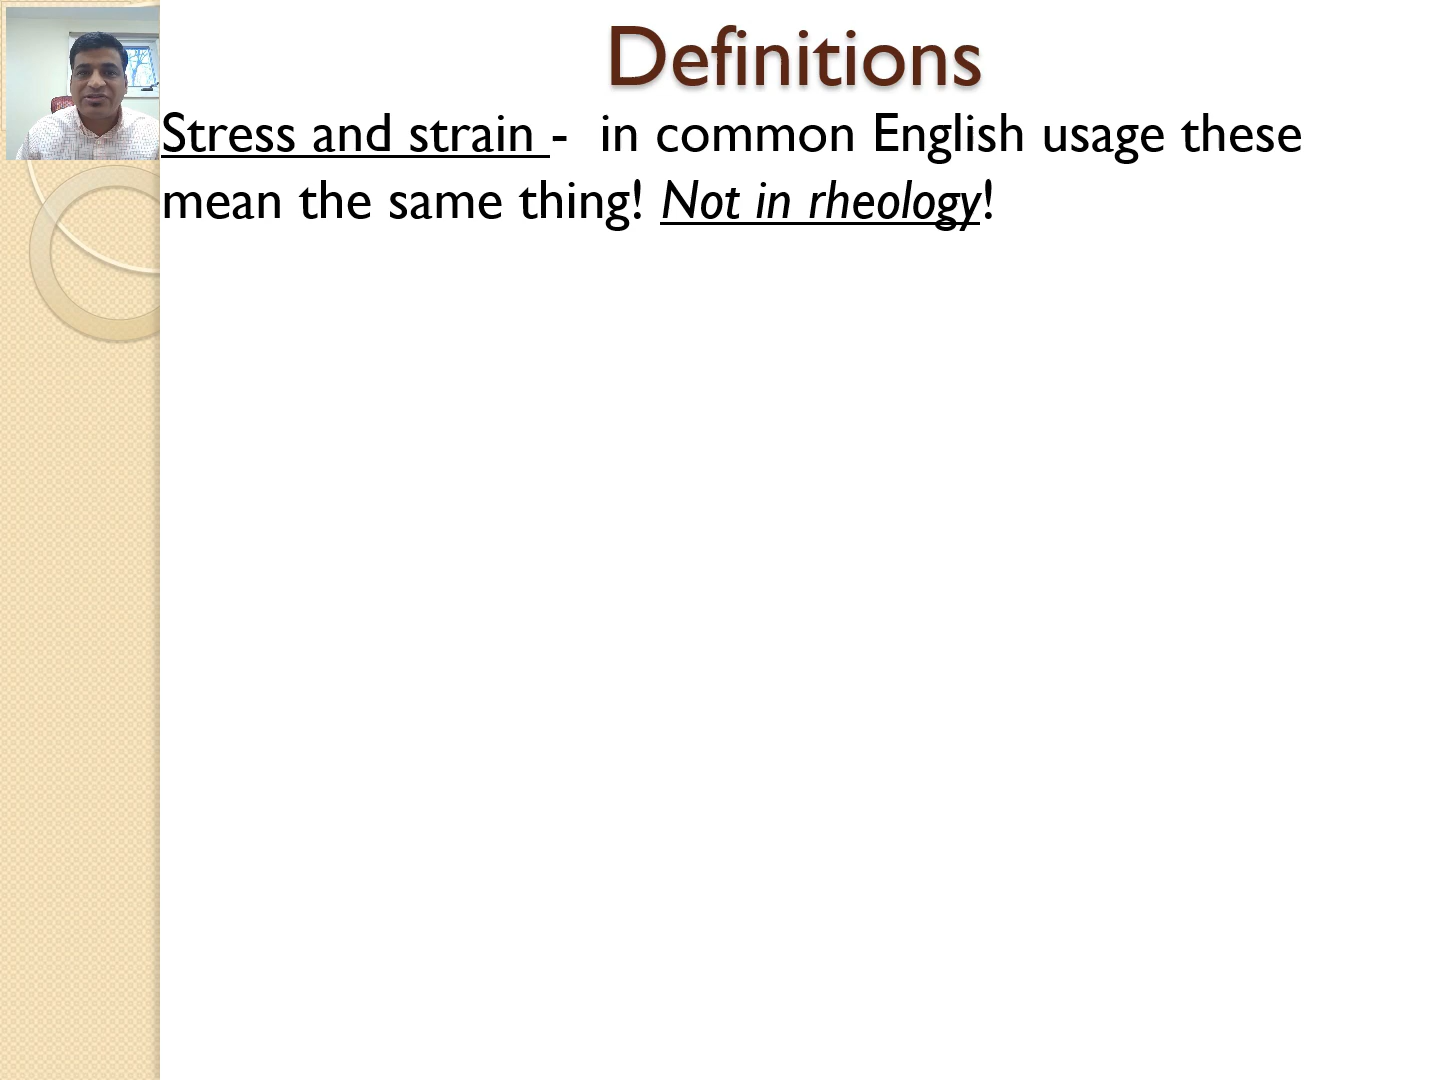 Definitions
Stress and strain -  in common English usage these
mean the same thing! Not in rheology!